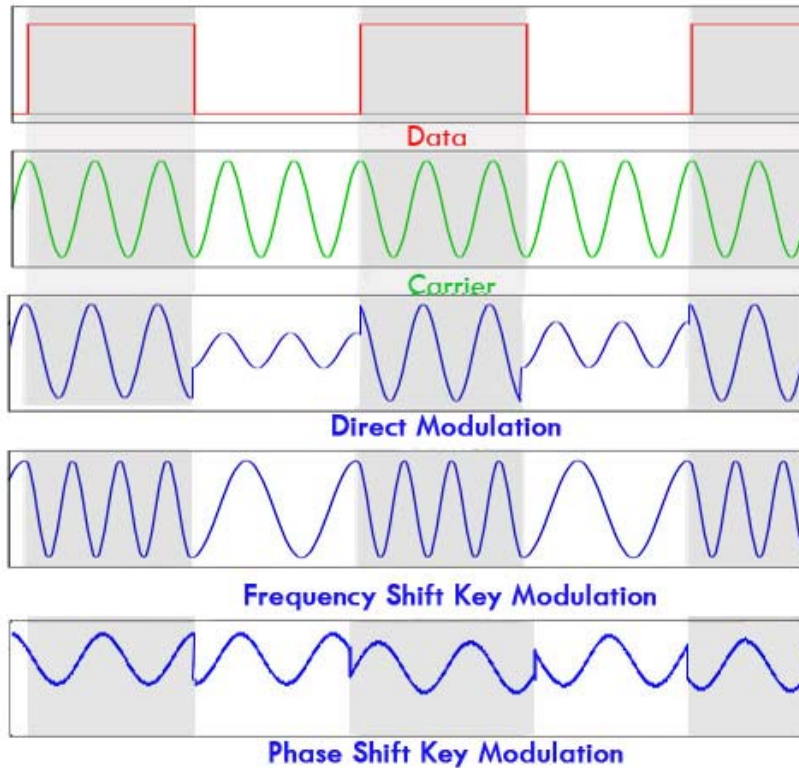 Data
Carrier
Direct Modulation
Frequency Shift Key Modulation
Phase Shift Key Modulation